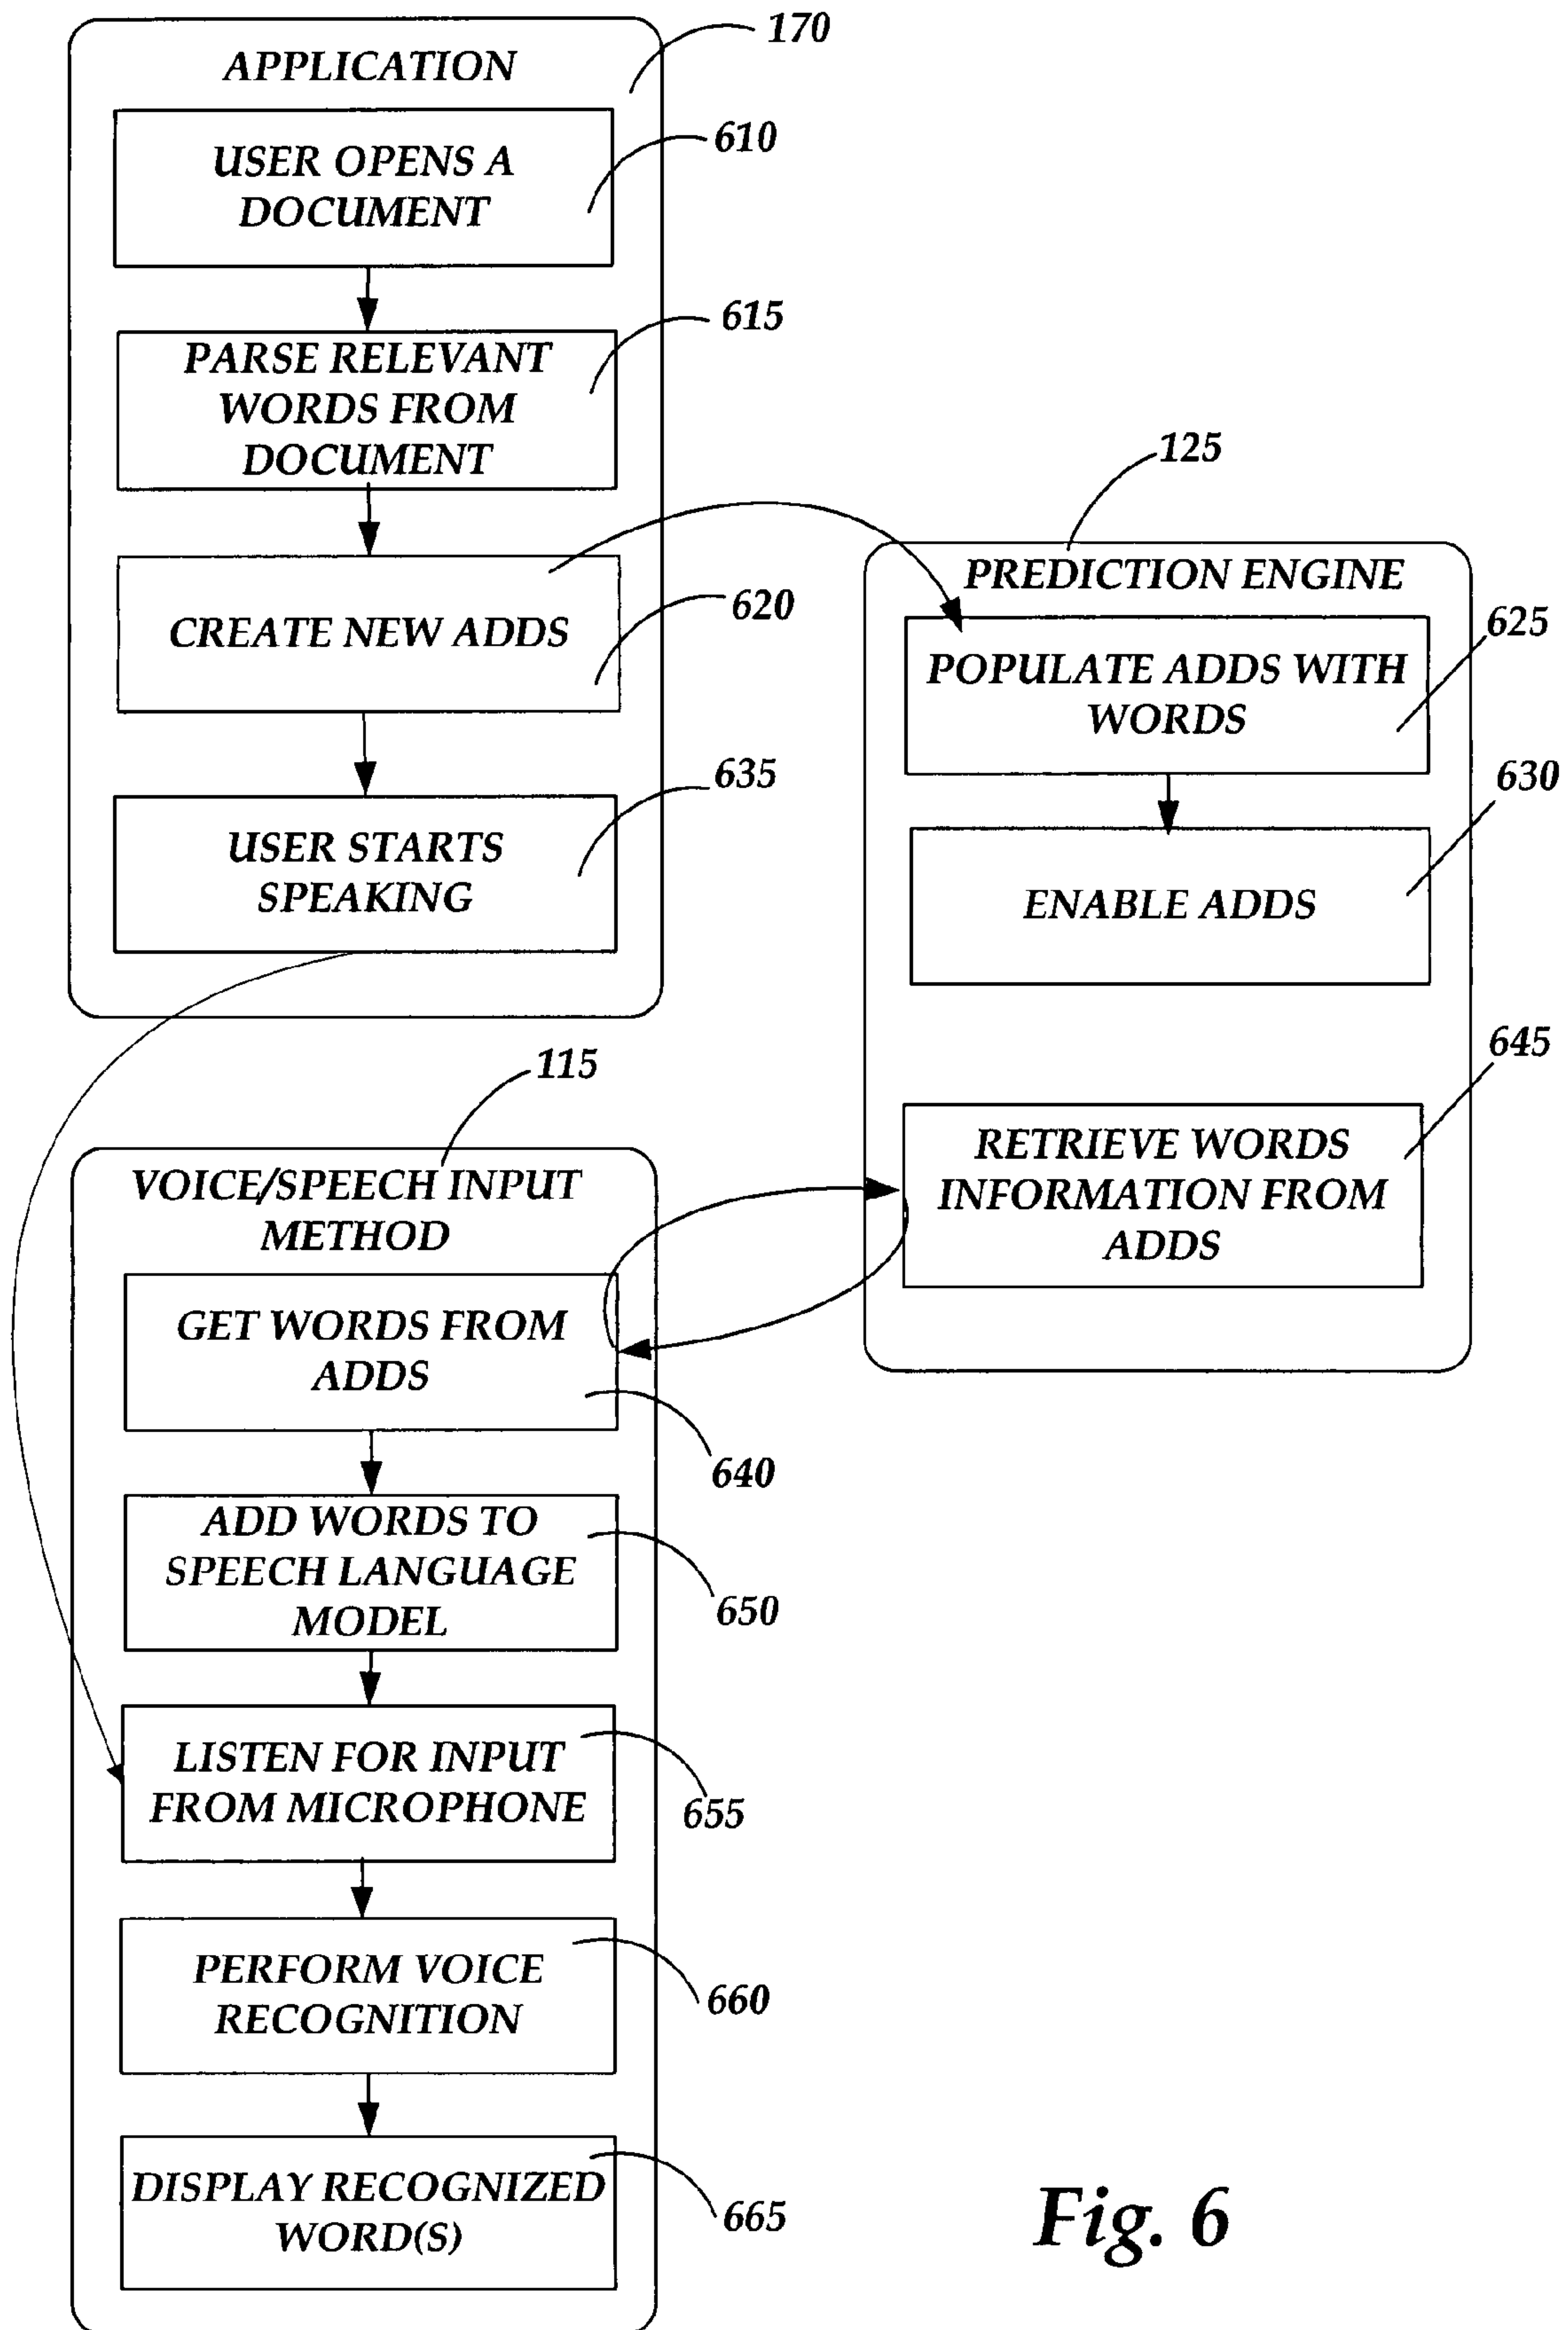 170
APPLICATION
610
USER OPENS A
DOCUMENT
615
PARSE RELEVANT
WORDS FROM
DOCUMENT
620
CREATE NEW ADDS
635
USER STARTS
SPEAKING
125
PREDICTION ENGINE
625
POPULATE ADDS WITH
WORDS
630
ENABLE ADDS
645
RETRIEVE WORDS
INFORMATION FROM
ADDS
115
VOICE/SPEECH INPUT
METHOD
GET WORDS FROM
ADDS
640
ADD WORDS TO
SPEECH LANGUAGE
MODEL
650
LISTEN FOR INPUT
FROM MICROPHONE
655
PERFORM VOICE
RECOGNITION
660
DISPLAY RECOGNIZED
WORD(S)
665
Fig. 6